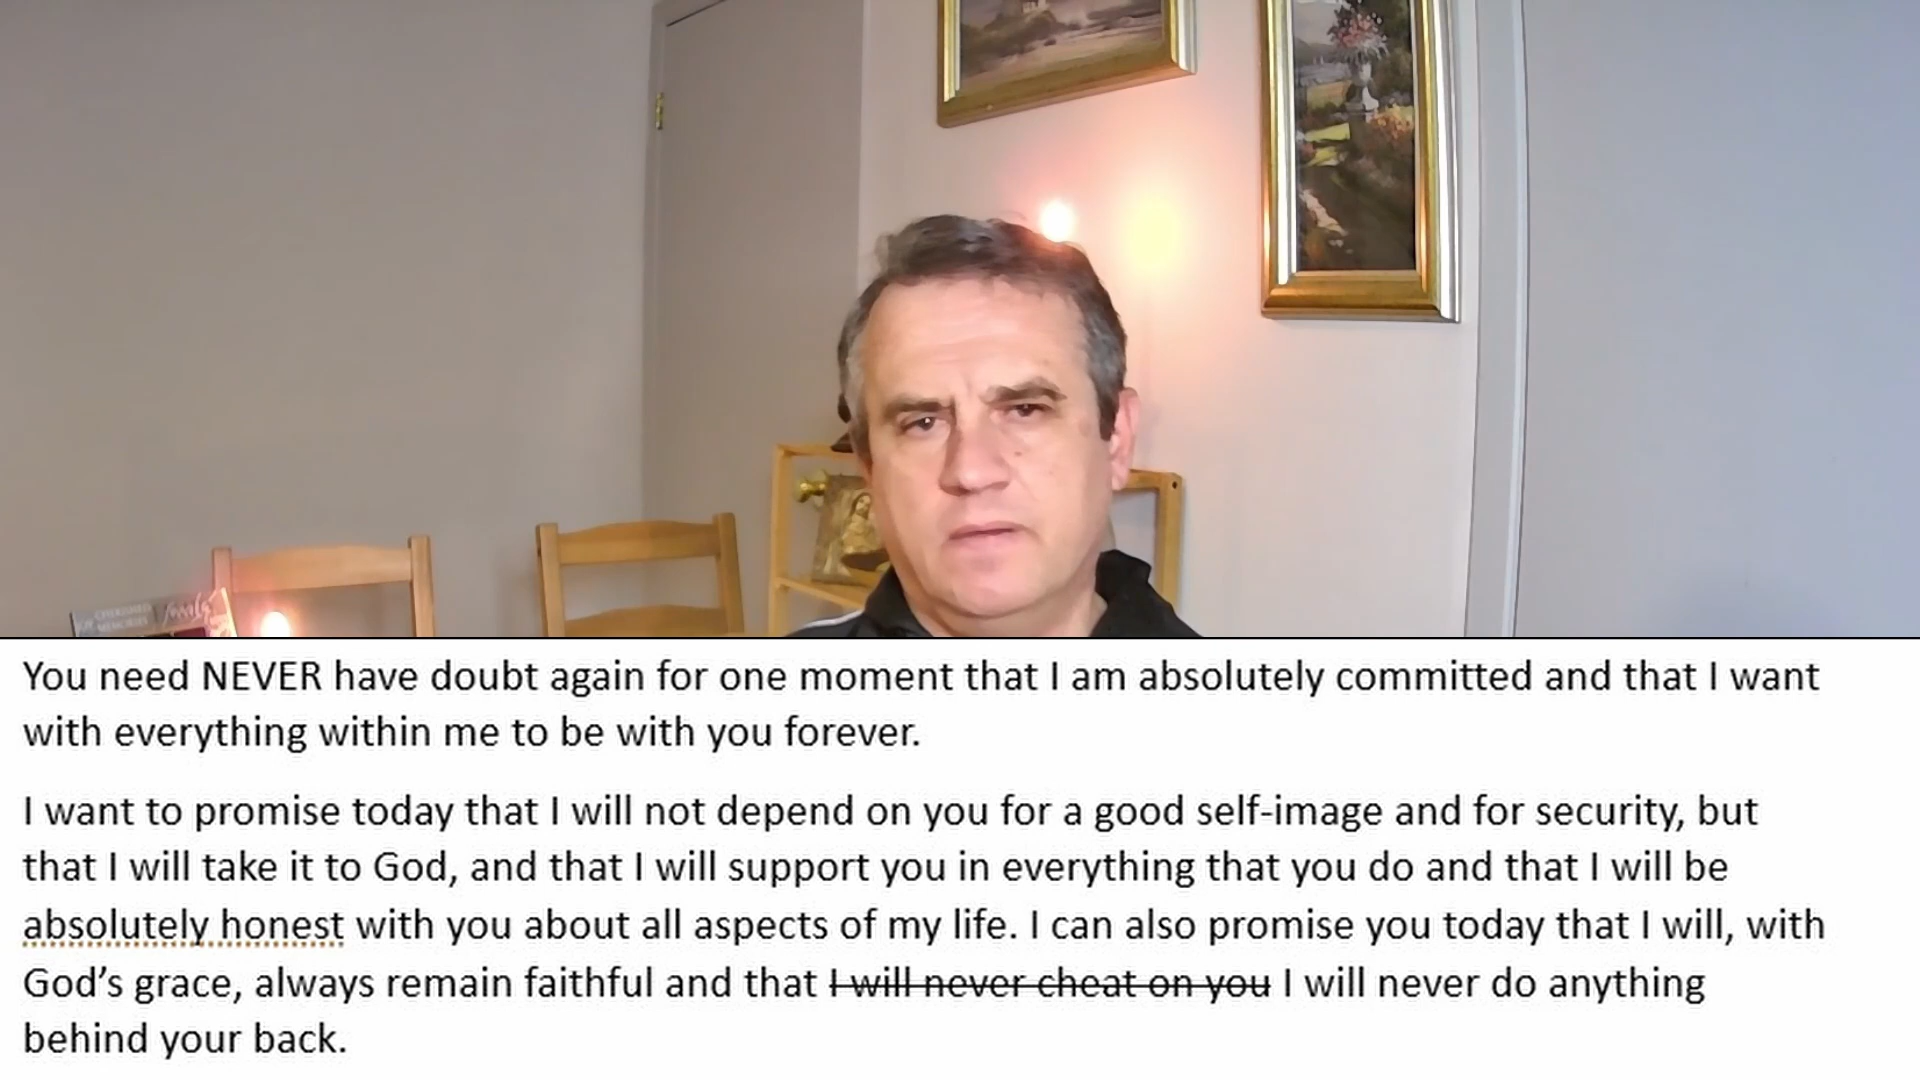 CHERISHED
MEMORIES
family
You need NEVER have doubt again for one moment that I am absolutely committed and that I want
with everything within me to be with you forever.
I want to promise today that I will not depend on you for a good self-image and for security, but
that I will take it to God, and that I will support you in everything that you do and that I will be
absolutely honest with you about all aspects of my life. I can also promise you today that I will, with
God’s grace, always remain faithful and that I will never cheat on you I will never do anything
behind your back.